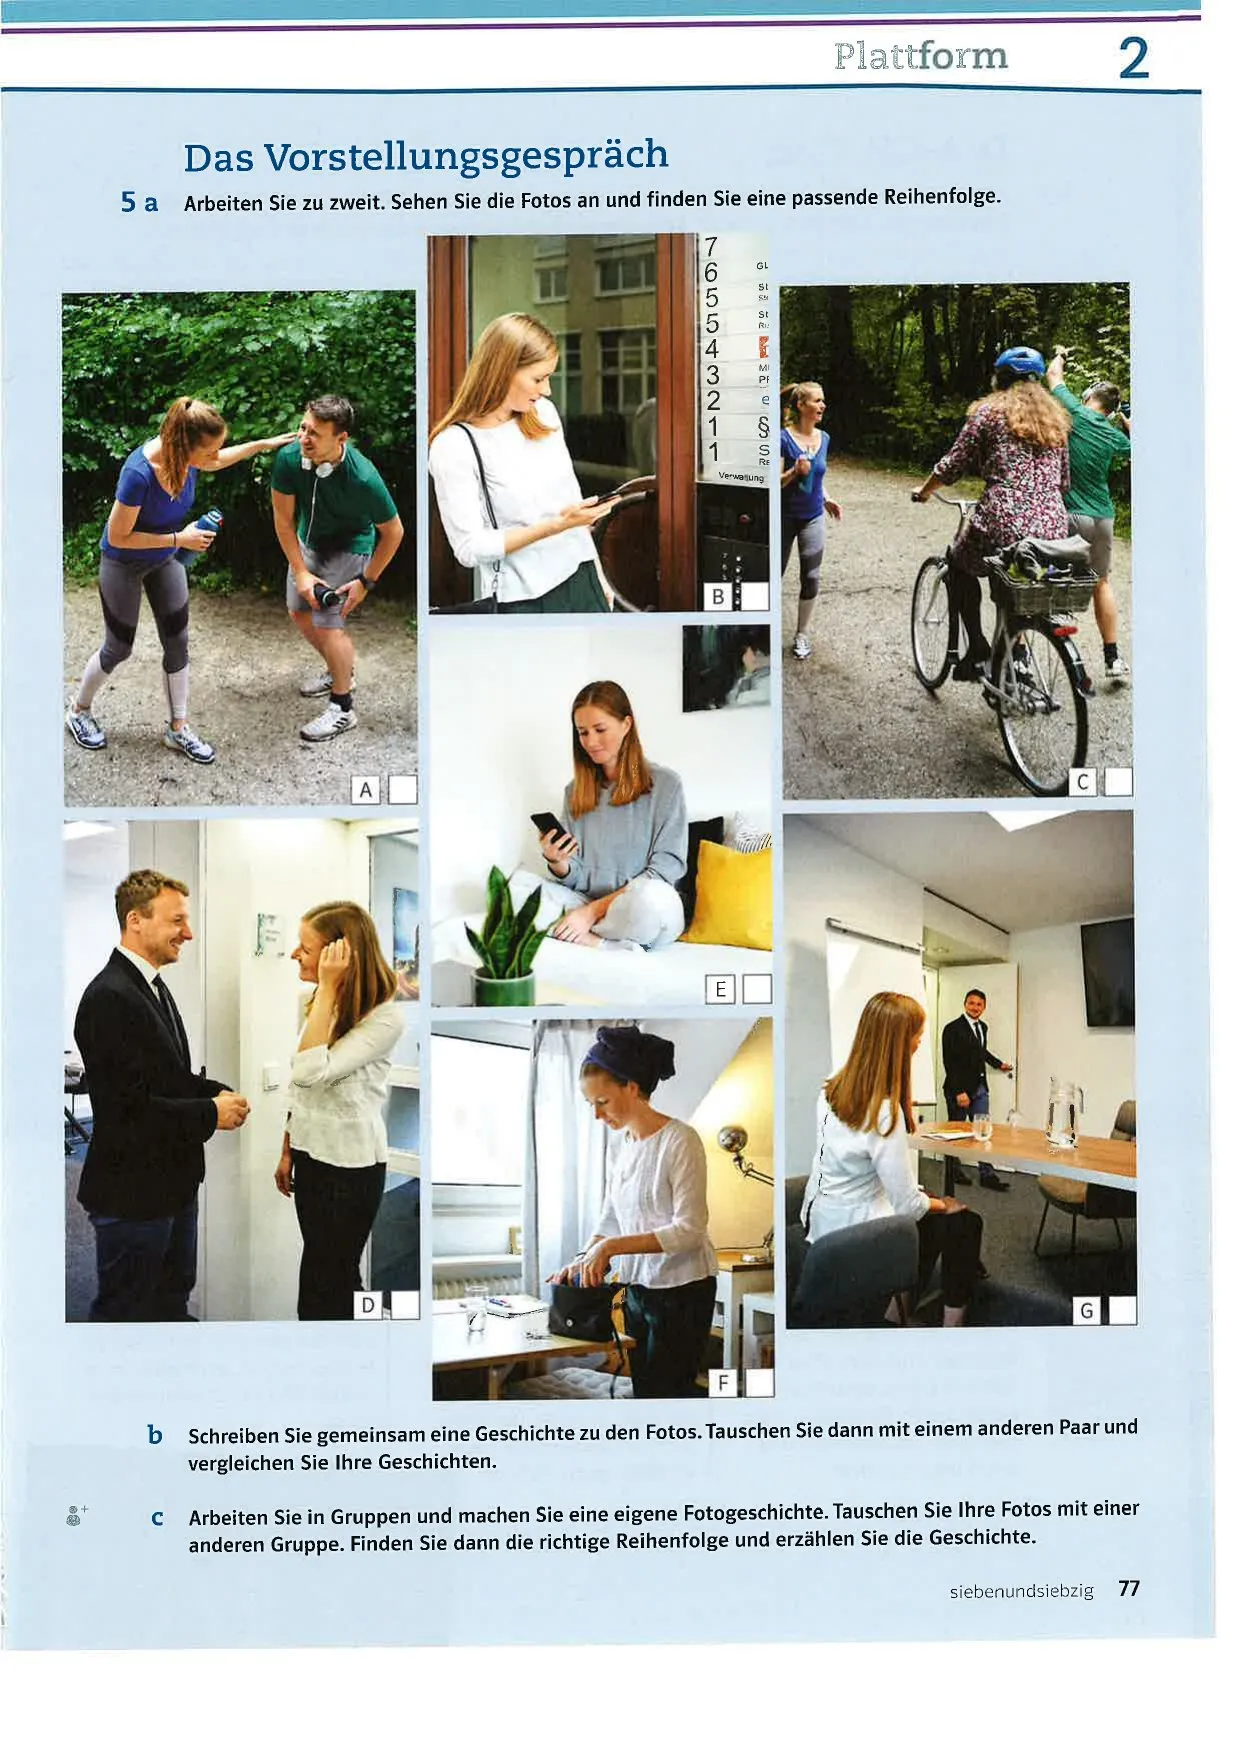 Plattform 2
Das Vorstellungsgespräch
5 a Arbeiten Sie zu zweit. Sehen Sie die Fotos an und finden Sie eine passende Reihenfolge.
7
6 GL
5 St
5 St
4
3
2 e
1 §
1 S
Verwaltung
A
B
C
D
E
F
G
b Schreiben Sie gemeinsam eine Geschichte zu den Fotos. Tauschen Sie dann mit einem anderen Paar und
vergleichen Sie Ihre Geschichten.
c Arbeiten Sie in Gruppen und machen Sie eine eigene Fotogeschichte. Tauschen Sie Ihre Fotos mit einer
anderen Gruppe. Finden Sie dann die richtige Reihenfolge und erzählen Sie die Geschichte.
siebenundsiebzig 77